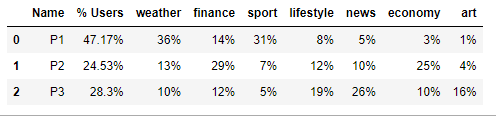 Name % Users weather finance sport lifestyle news economy art
0 P1 47.17% 36% 14% 31% 8% 5% 3% 1%
1 P2 24.53% 13% 29% 7% 12% 10% 25% 4%
2 P3 28.3% 10% 12% 5% 19% 26% 10% 16%